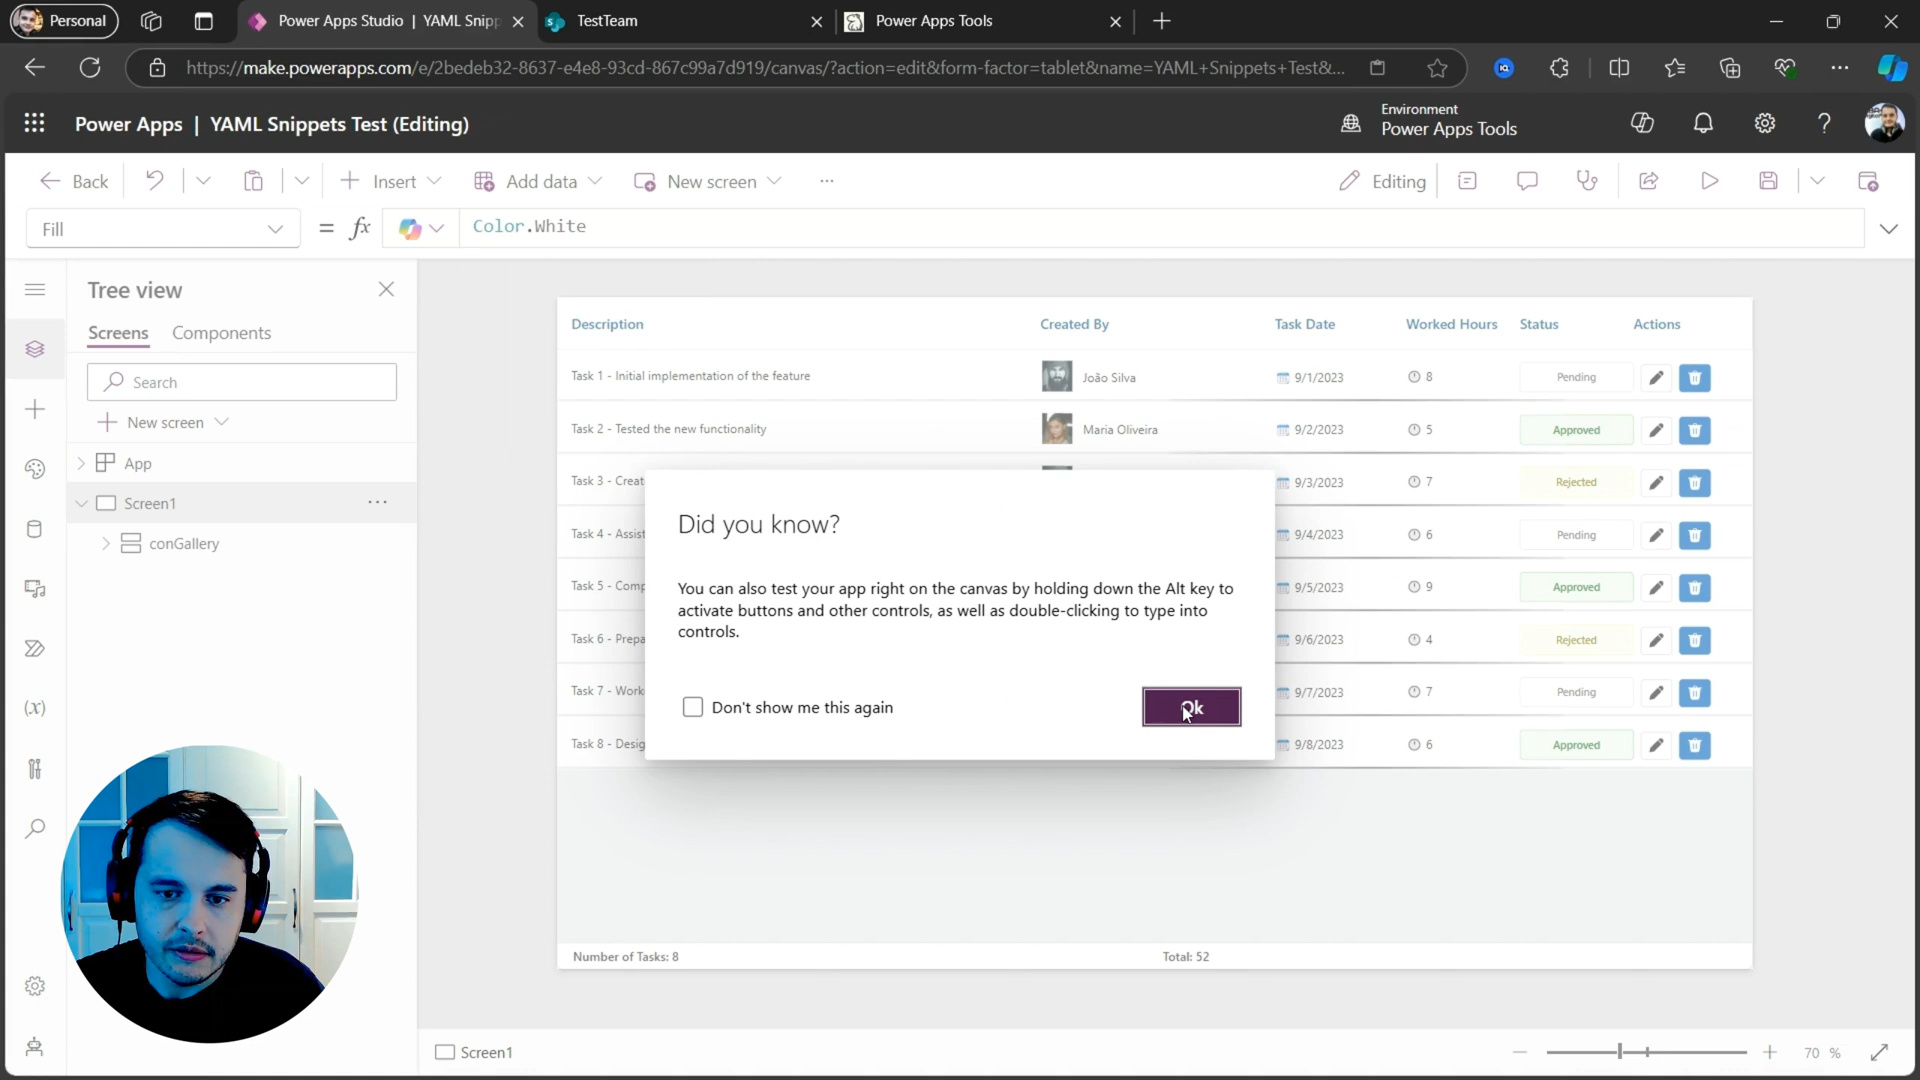 Personal
Power Apps Studio | YAML Snipp
TestTeam
Power Apps Tools
https://make.powerapps.com/e/2bedeb32-8637-e4e8-93cd-867c99a7d919/canvas/?action=edit&form-factor=tablet&name=YAML+Snippets+Test&...
Power Apps | YAML Snippets Test (Editing)
Environment
Power Apps Tools
Back
Insert
Add data
New screen
Editing
Fill
= fx
Color.White
Tree view
Screens
Components
Search
New screen
App
Screen1
conGallery
Description Created By Task Date Worked Hours Status Actions
Task 1 - Initial implementation of the feature João Silva 9/1/2023 8 Pending
Task 2 - Tested the new functionality Maria Oliveira 9/2/2023 5 Approved
Task 3 - Creat 9/3/2023 7 Rejected
Task 4 - Assist 9/4/2023 6 Pending
Task 5 - Comp 9/5/2023 9 Approved
Task 6 - Prepa 9/6/2023 4 Rejected
Task 7 - Work 9/7/2023 7 Pending
Task 8 - Desig 9/8/2023 6 Approved
Did you know?
You can also test your app right on the canvas by holding down the Alt key to
activate buttons and other controls, as well as double-clicking to type into
controls.
Don't show me this again
Ok
Number of Tasks: 8
Total: 52
Screen1
70 %